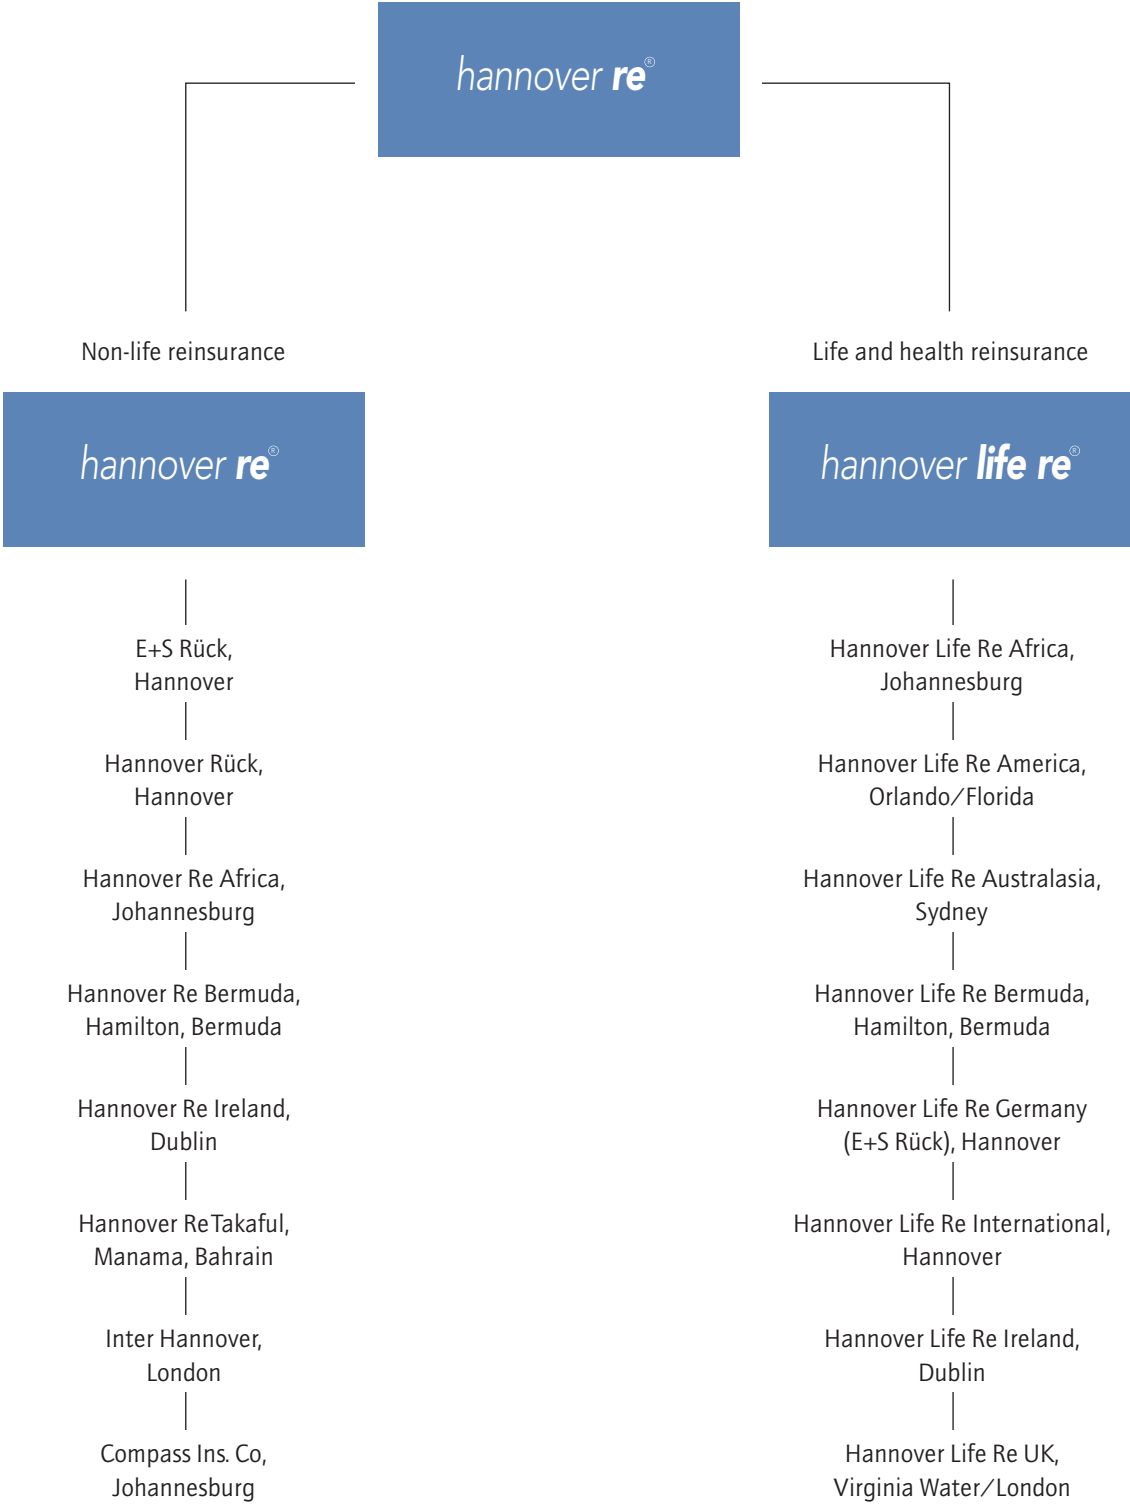 hannover re®
Non-life reinsurance
hannover re®
E+S Rück,
Hannover
Hannover Rück,
Hannover
Hannover Re Africa,
Johannesburg
Hannover Re Bermuda,
Hamilton, Bermuda
Hannover Re Ireland,
Dublin
Hannover ReTakaful,
Manama, Bahrain
Inter Hannover,
London
Compass Ins. Co,
Johannesburg
Life and health reinsurance
hannover life re®
Hannover Life Re Africa,
Johannesburg
Hannover Life Re America,
Orlando/Florida
Hannover Life Re Australasia,
Sydney
Hannover Life Re Bermuda,
Hamilton, Bermuda
Hannover Life Re Germany
(E+S Rück), Hannover
Hannover Life Re International,
Hannover
Hannover Life Re Ireland,
Dublin
Hannover Life Re UK,
Virginia Water/London